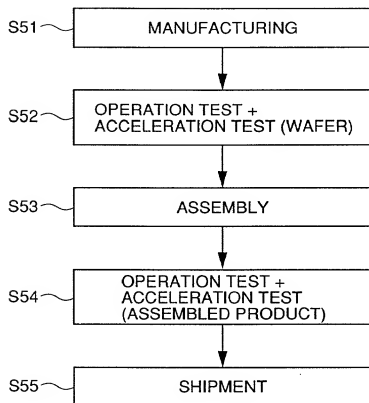 S51
MANUFACTURING
S52
OPERATION TEST +
ACCELERATION TEST (WAFER)
S53
ASSEMBLY
S54
OPERATION TEST +
ACCELERATION TEST
(ASSEMBLED PRODUCT)
S55
SHIPMENT